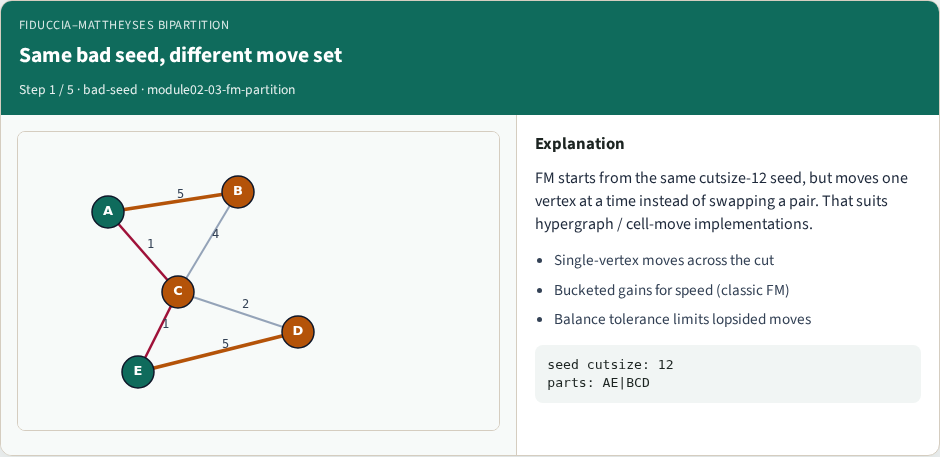 FIDUCCIA–MATTHEYSES BIPARTITION
Same bad seed, different move set
Step 1 / 5 · bad-seed · module02-03-fm-partition
A
B
C
D
E
5
1
4
2
1
5
Explanation
FM starts from the same cutsize-12 seed, but moves one
vertex at a time instead of swapping a pair. That suits
hypergraph / cell-move implementations.
• Single-vertex moves across the cut
• Bucketed gains for speed (classic FM)
• Balance tolerance limits lopsided moves
seed cutsize: 12
parts: AE|BCD